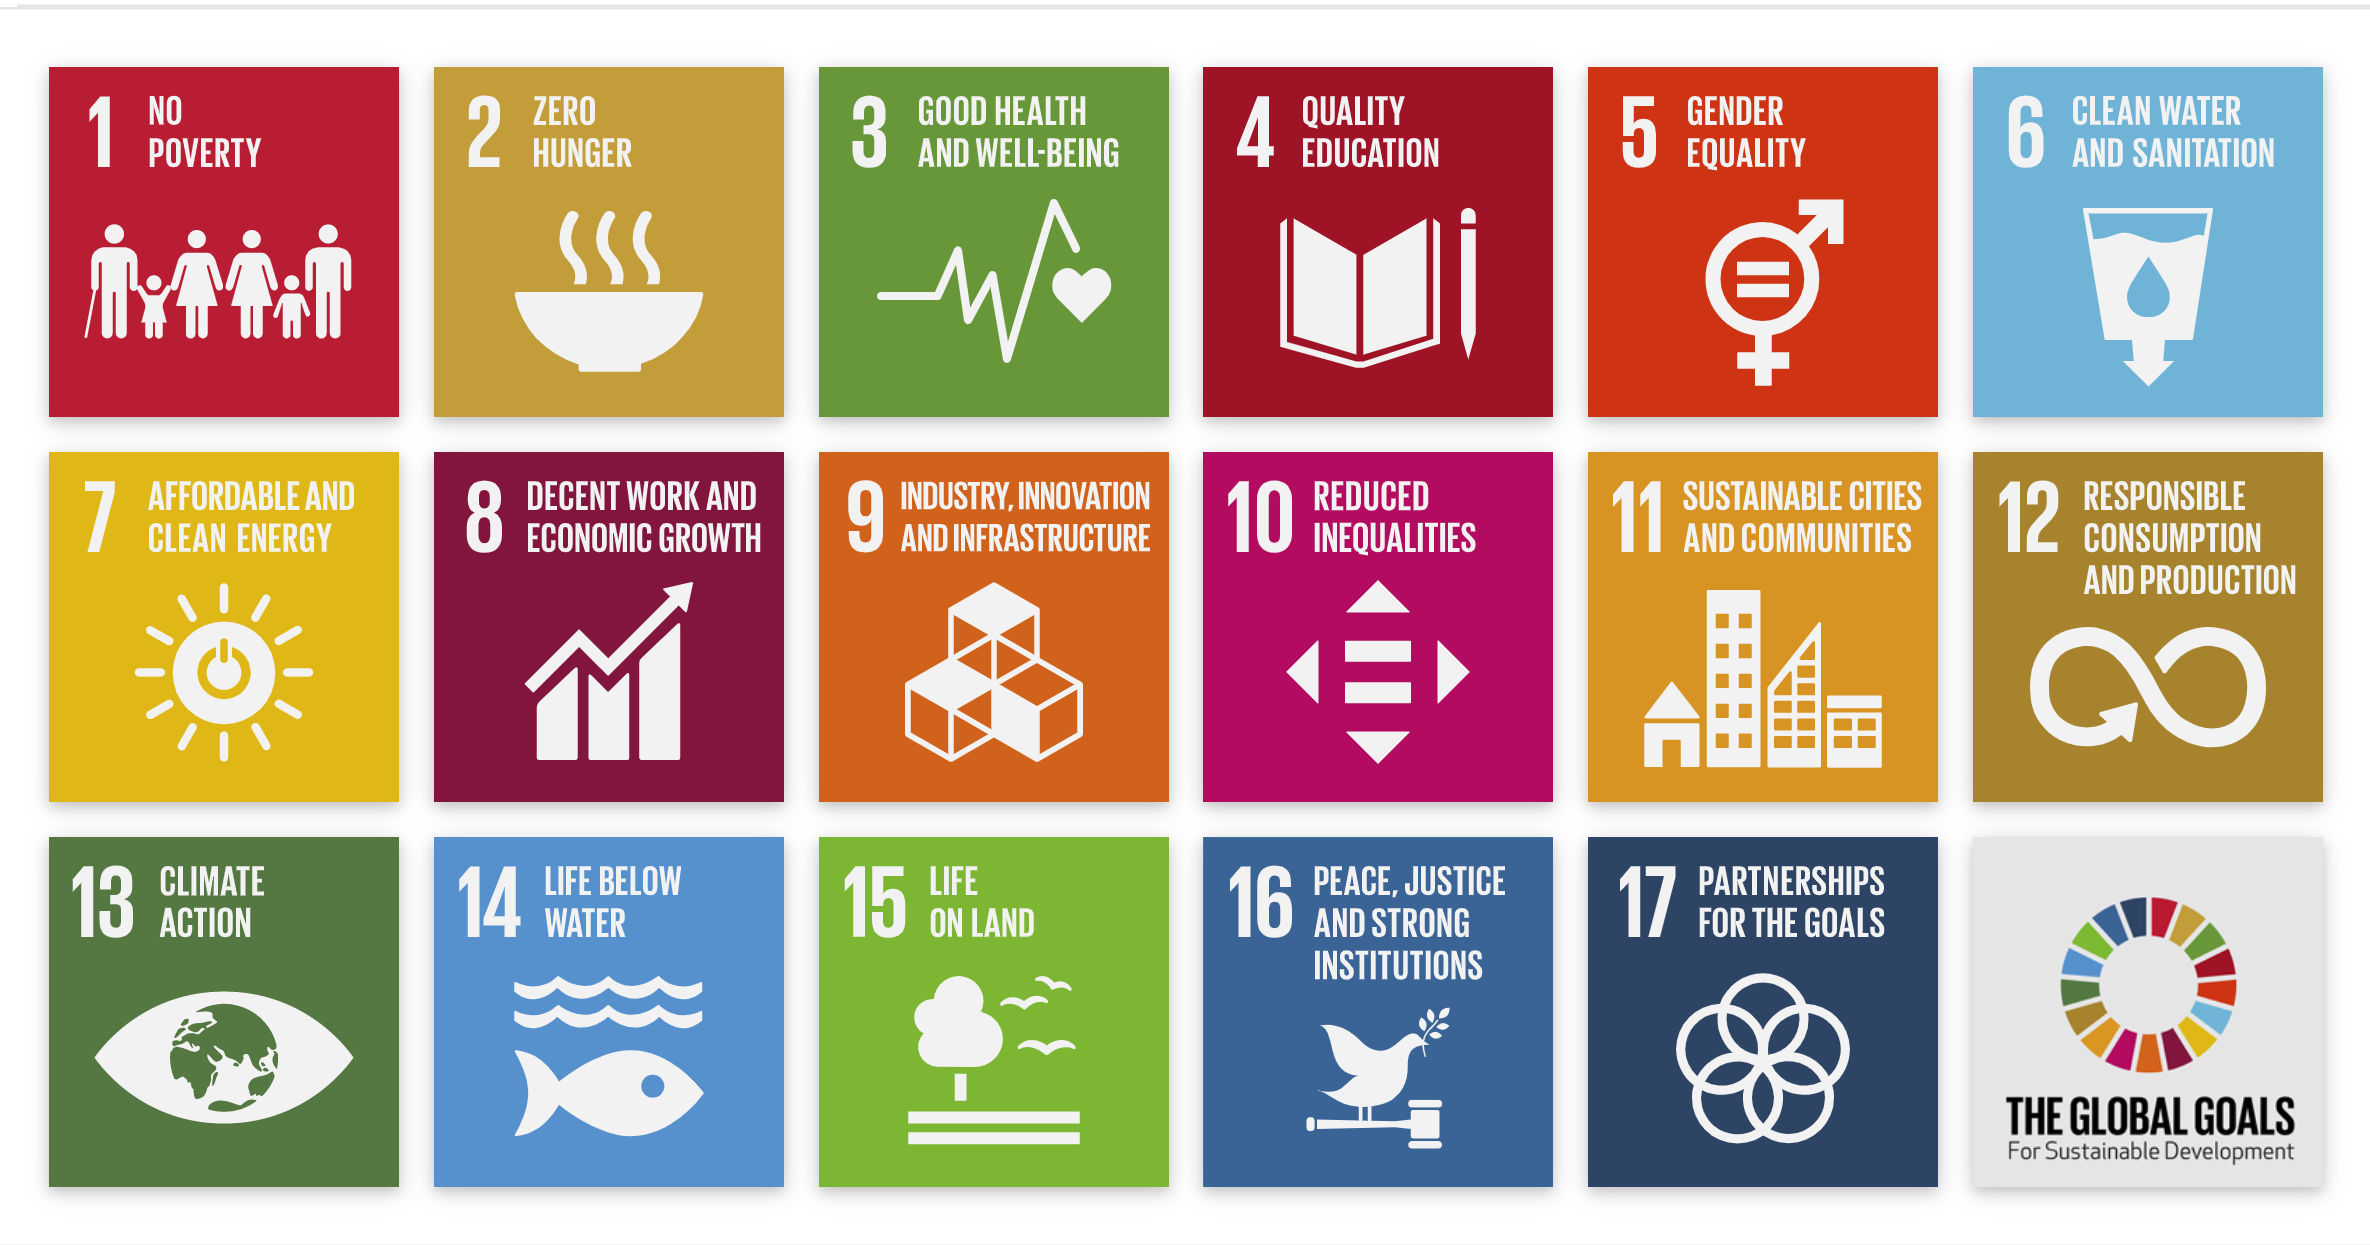 1 NO
POVERTY
2 ZERO
HUNGER
3 GOOD HEALTH
AND WELL-BEING
4 QUALITY
EDUCATION
5 GENDER
EQUALITY
6 CLEAN WATER
AND SANITATION
7 AFFORDABLE AND
CLEAN ENERGY
8 DECENT WORK AND
ECONOMIC GROWTH
9 INDUSTRY, INNOVATION
AND INFRASTRUCTURE
10 REDUCED
INEQUALITIES
11 SUSTAINABLE CITIES
AND COMMUNITIES
12 RESPONSIBLE
CONSUMPTION
AND PRODUCTION
13 CLIMATE
ACTION
14 LIFE BELOW
WATER
15 LIFE
ON LAND
16 PEACE, JUSTICE
AND STRONG
INSTITUTIONS
17 PARTNERSHIPS
FOR THE GOALS
THE GLOBAL GOALS
For Sustainable Development